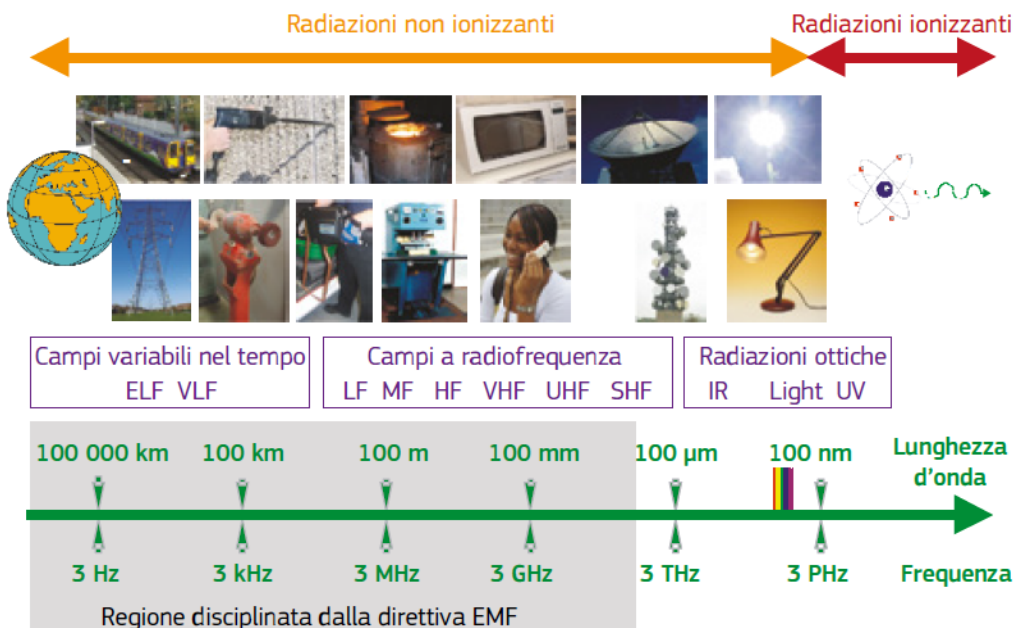 Radiazioni non ionizzanti
Radiazioni ionizzanti
Campi variabili nel tempo
ELF VLF
Campi a radiofrequenza
LF MF HF VHF UHF SHF
Radiazioni ottiche
IR Light UV
100 000 km 100 km 100 m 100 mm 100 μm 100 nm
Lunghezza
d'onda
3 Hz 3 kHz 3 MHz 3 GHz 3 THz 3 PHz Frequenza
Regione disciplinata dalla direttiva EMF